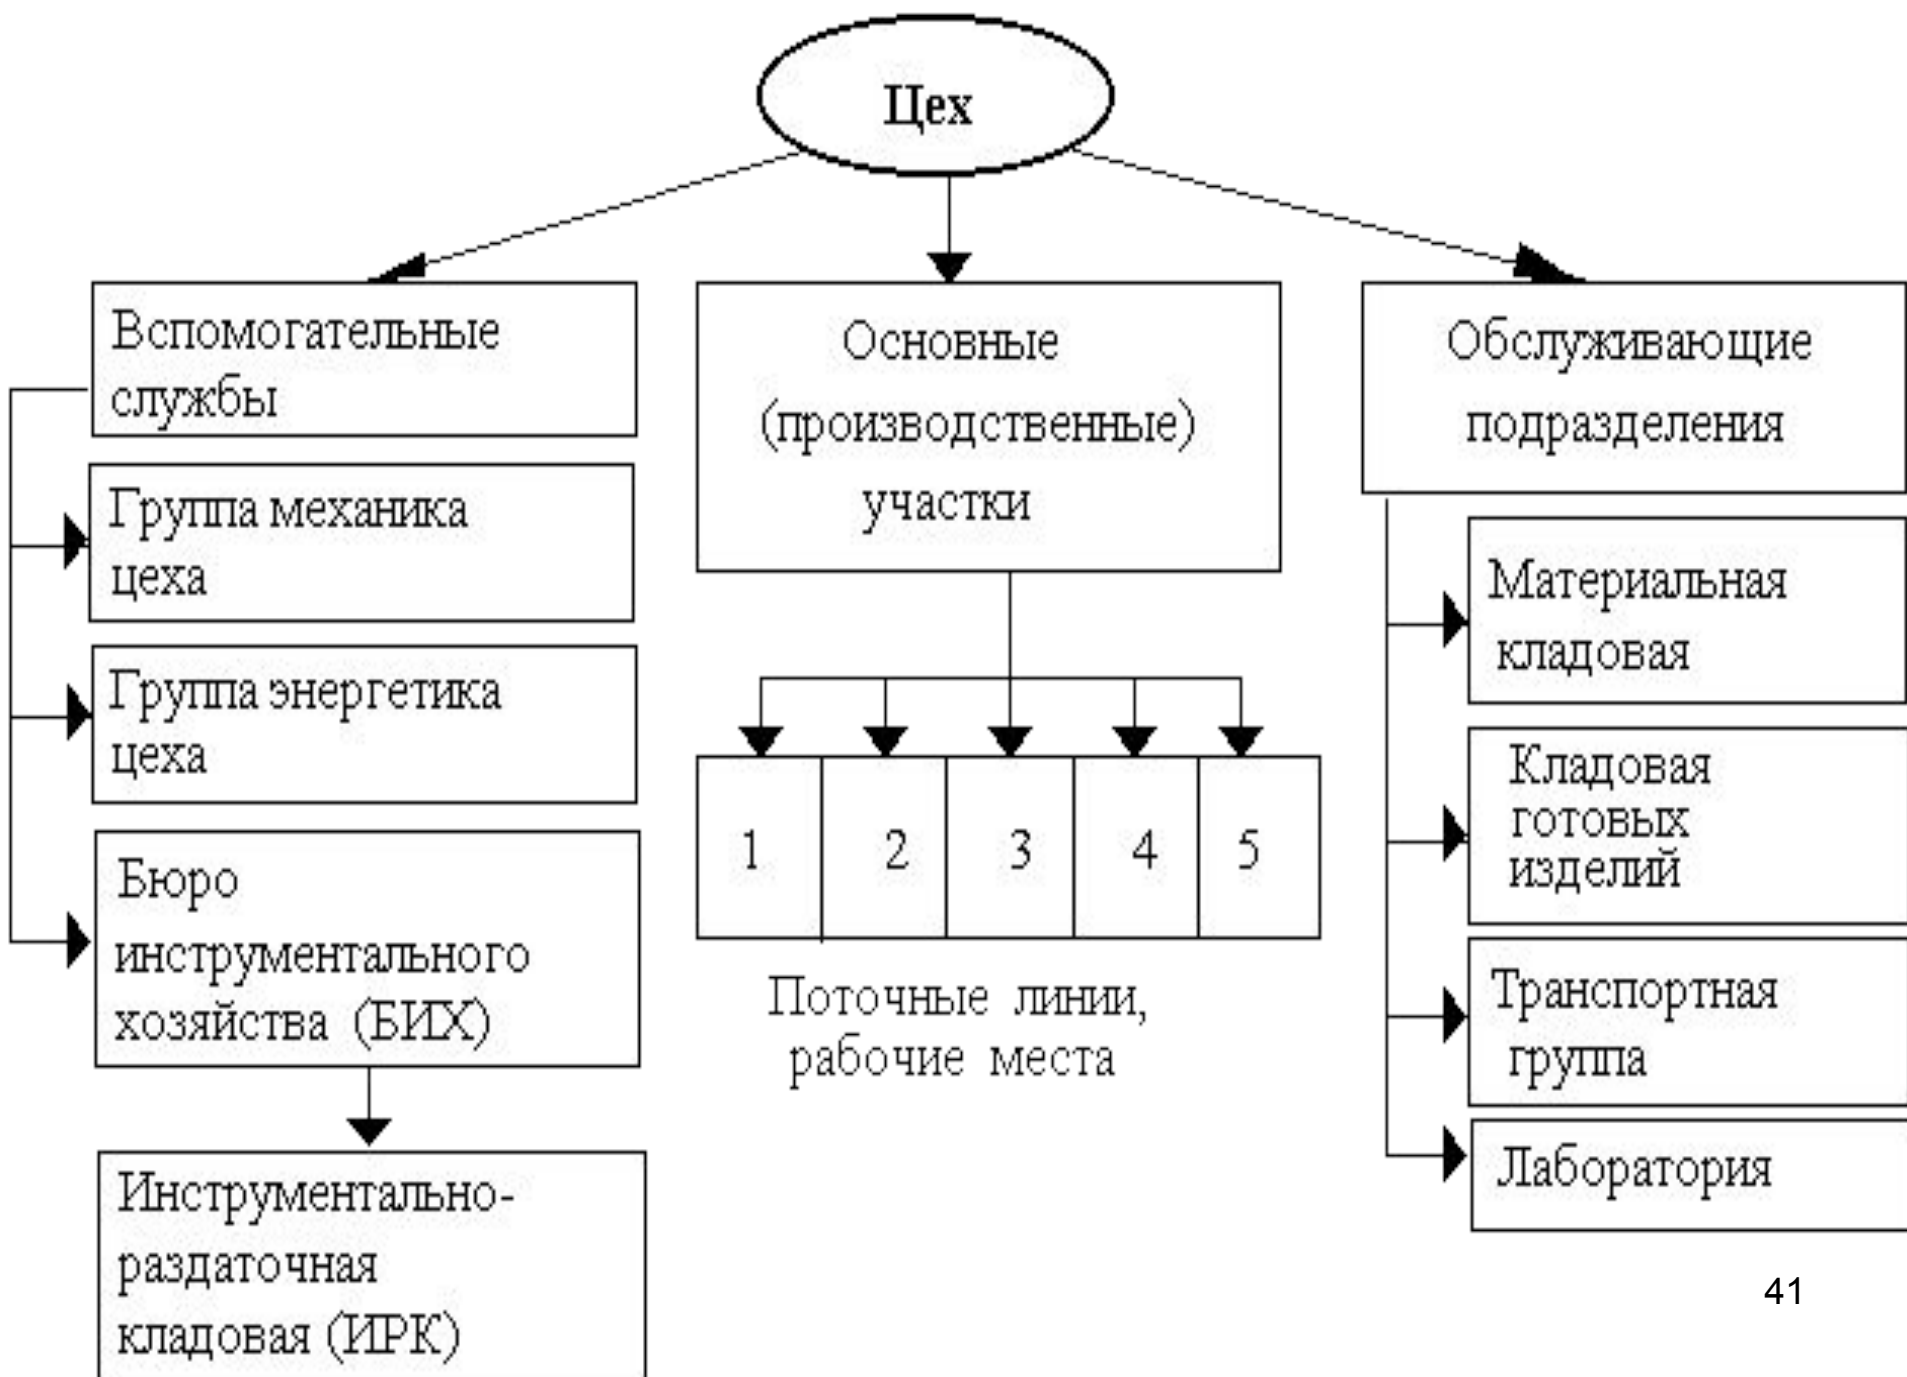 Цех
Вспомогательные
службы
Группа механика
цеха
Группа энергетика
цеха
Бюро
инструментального
хозяйства (БИХ)
Инструментально-
раздаточная
кладовая (ИРК)
Основные
(производственные)
участки
1 2 3 4 5
Поточные линии,
рабочие места
Обслуживающие
подразделения
Материальная
кладовая
Кладовая
готовых
изделий
Транспортная
группа
Лаборатория
41